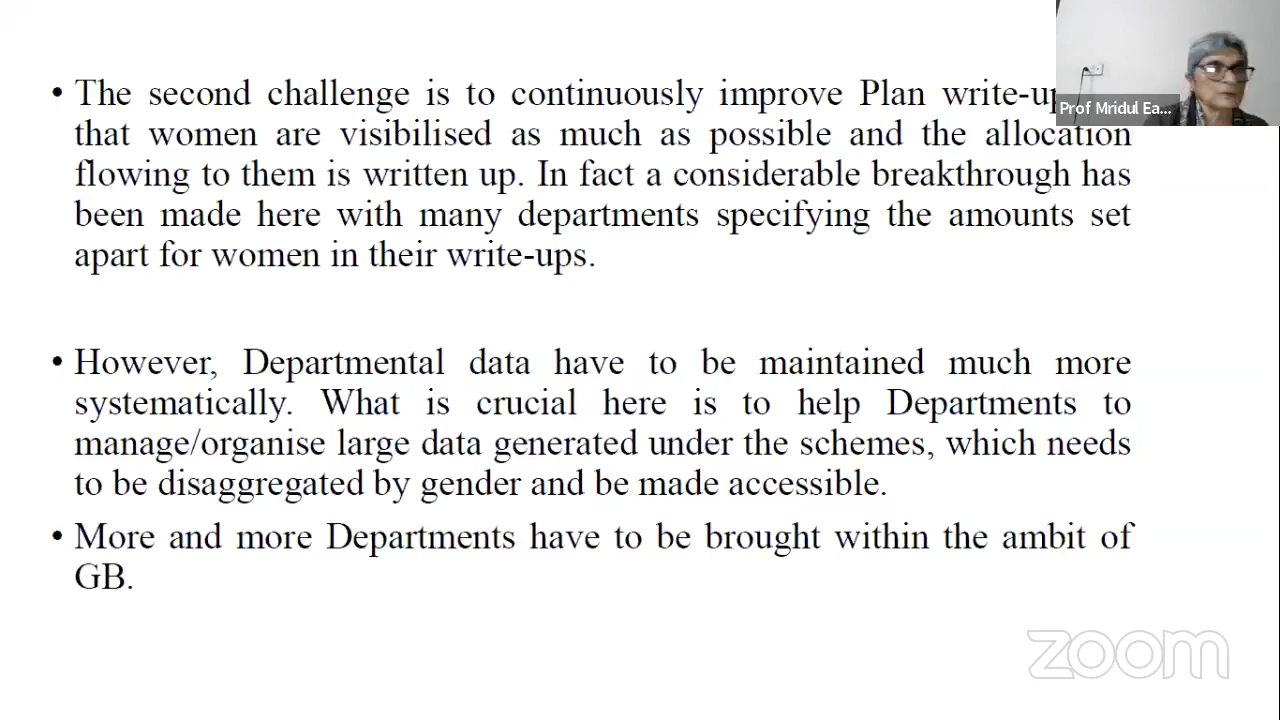 • The second challenge is to continuously improve Plan write-up
that women are visibilised as much as possible and the allocation
flowing to them is written up. In fact a considerable breakthrough has
been made here with many departments specifying the amounts set
apart for women in their write-ups.
• However, Departmental data have to be maintained much more
systematically. What is crucial here is to help Departments to
manage/organise large data generated under the schemes, which needs
to be disaggregated by gender and be made accessible.
• More and more Departments have to be brought within the ambit of
GB.
Prof Mridul Ea...
zoom